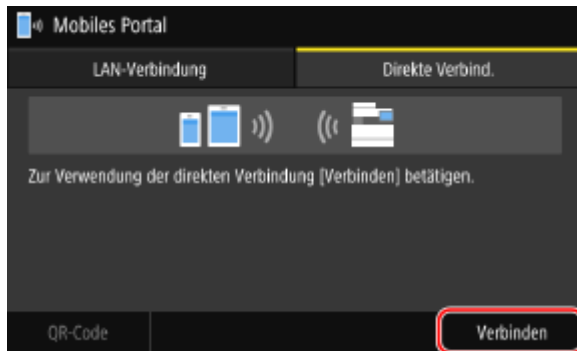 Mobiles Portal
LAN-Verbindung
Direkte Verbind.
Zur Verwendung der direkten Verbindung [Verbinden] betätigen.
QR-Code
Verbinden